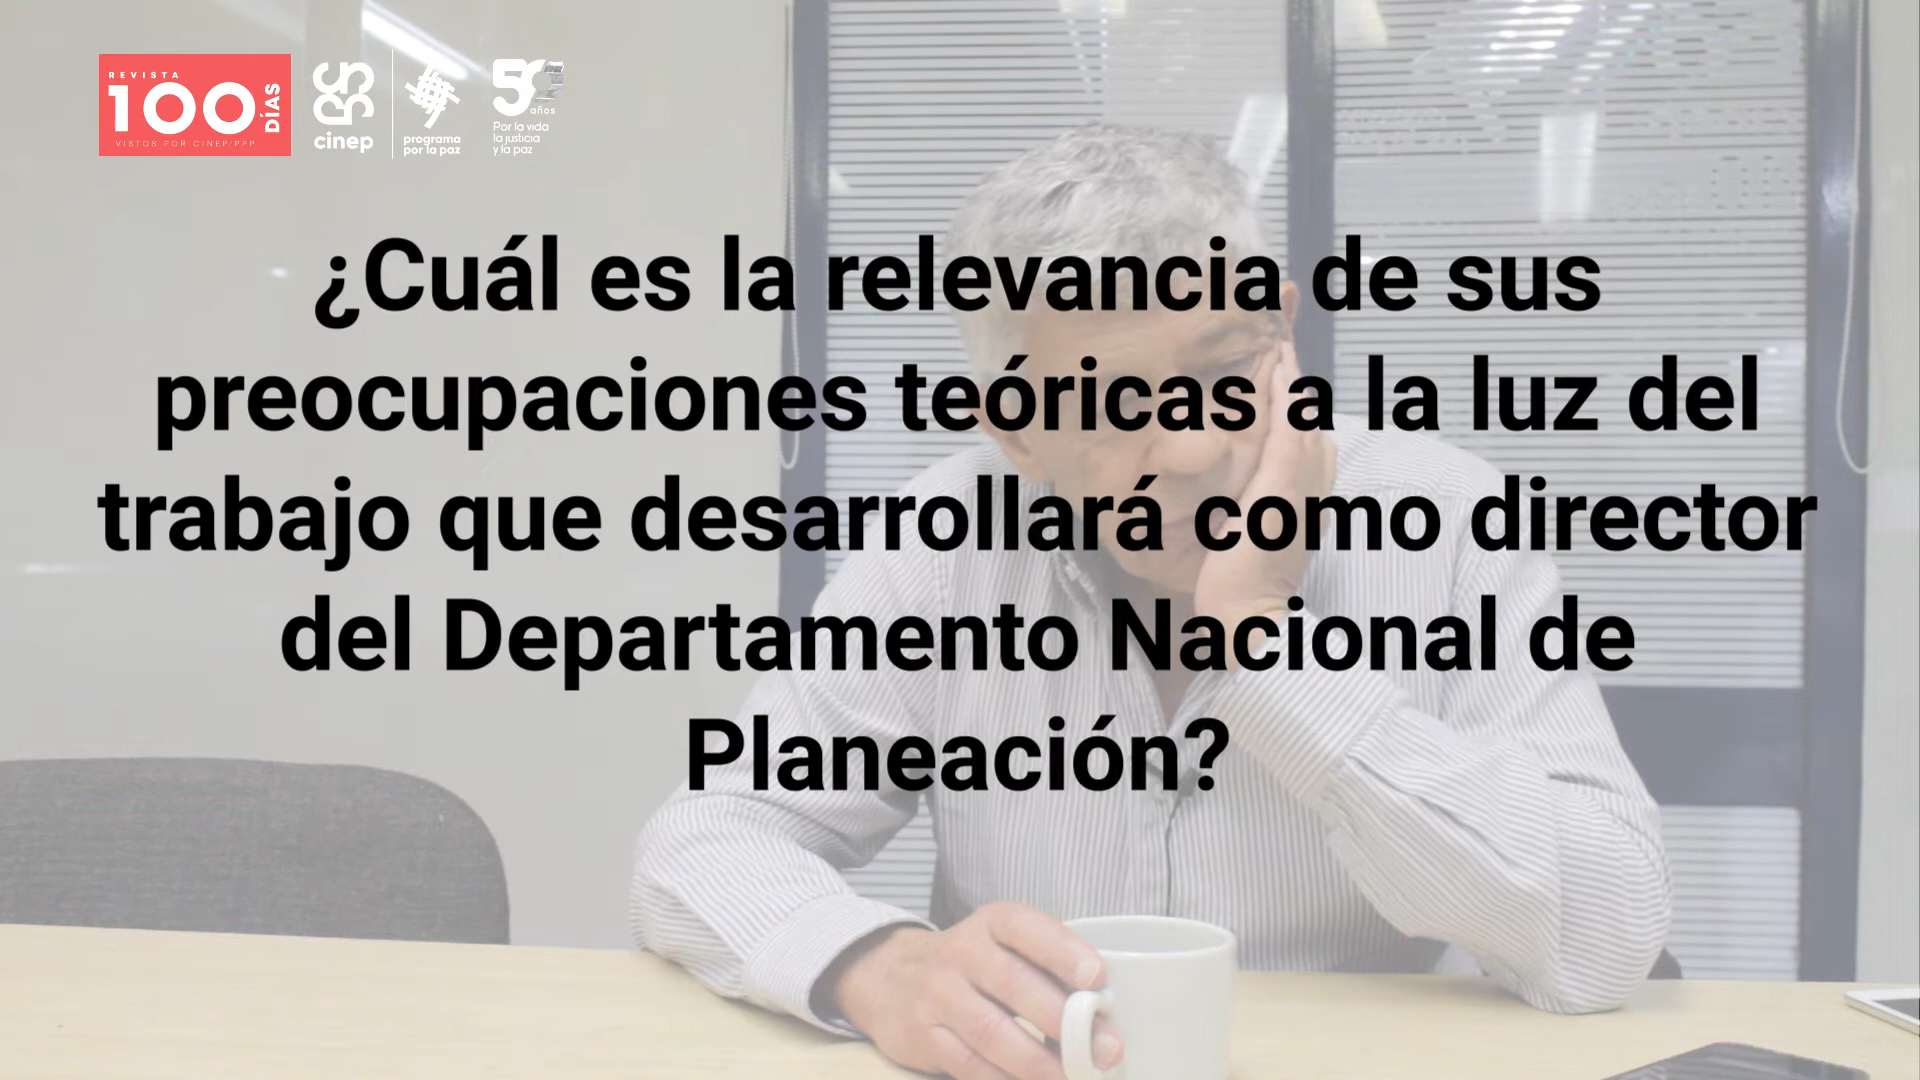 REVISTA
100
DÍAS
VISTOS POR CINEP/PPP
cinep
programa
por la paz
50
años
Por la vida
la justicia
y la paz
¿Cuál es la relevancia de sus
preocupaciones teóricas a la luz del
trabajo que desarrollará como director
del Departamento Nacional de
Planeación?